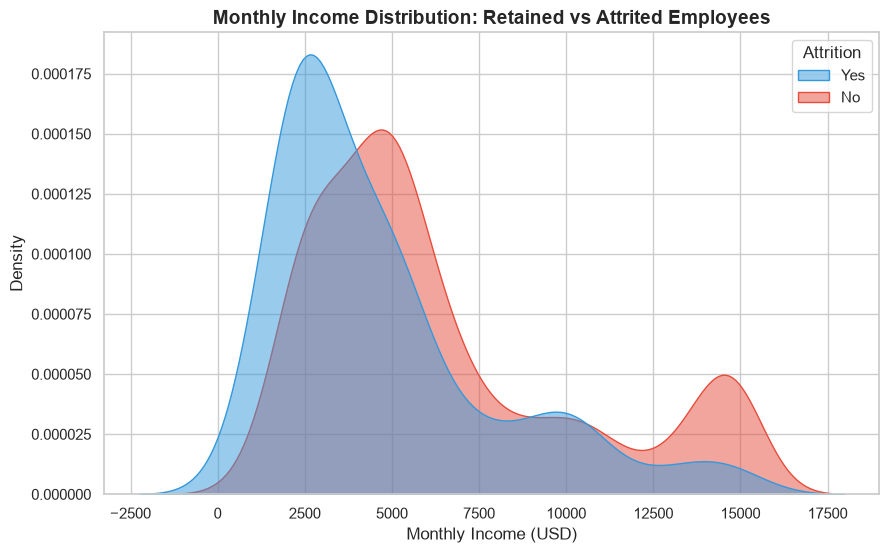 Monthly Income Distribution: Retained vs Attrited Employees
Attrition
Yes
No
0.000175
0.000150
0.000125
0.000100
0.000075
0.000050
0.000025
0.000000
Density
−2500 0 2500 5000 7500 10000 12500 15000 17500
Monthly Income (USD)